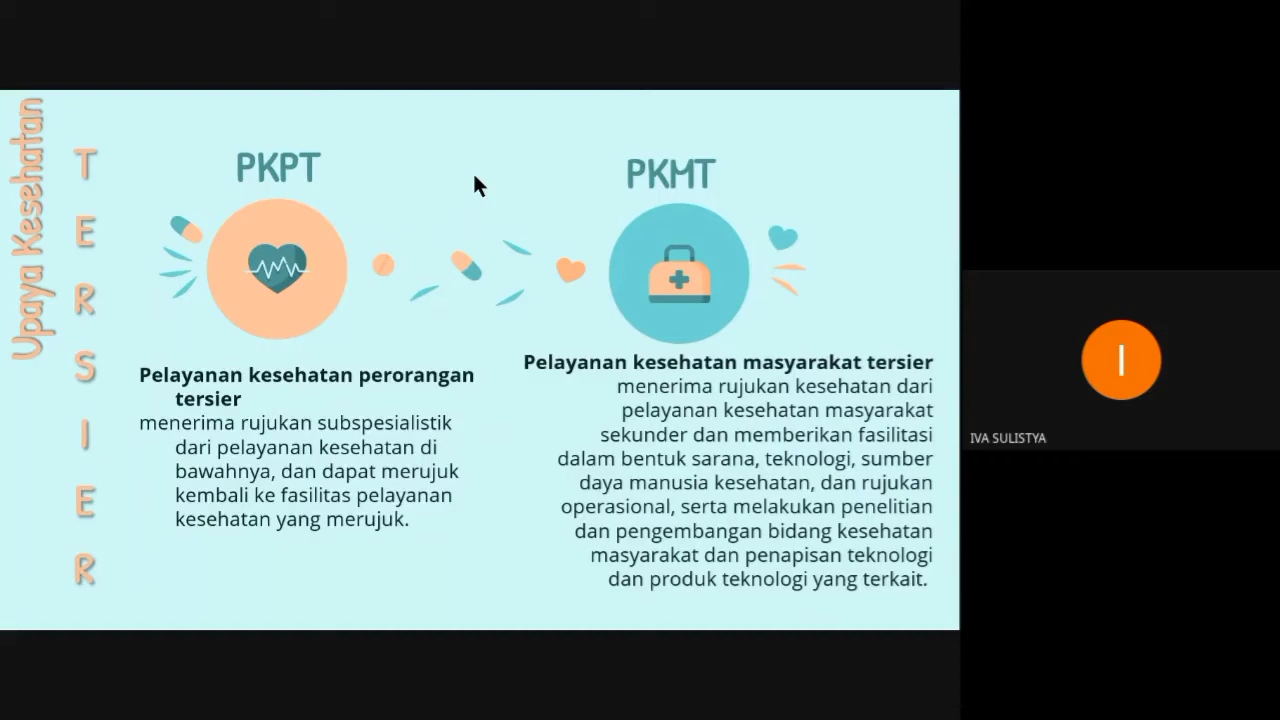 Upaya Kesehatan
TERSIER
PKPT
Pelayanan kesehatan perorangan
tersier
menerima rujukan subspesialistik
dari pelayanan kesehatan di
bawahnya, dan dapat merujuk
kembali ke fasilitas pelayanan
kesehatan yang merujuk.
PKMT
Pelayanan kesehatan masyarakat tersier
menerima rujukan kesehatan dari
pelayanan kesehatan masyarakat
sekunder dan memberikan fasilitasi
dalam bentuk sarana, teknologi, sumber
daya manusia kesehatan, dan rujukan
operasional, serta melakukan penelitian
dan pengembangan bidang kesehatan
masyarakat dan penapisan teknologi
dan produk teknologi yang terkait.
I
IVA SULISTYA